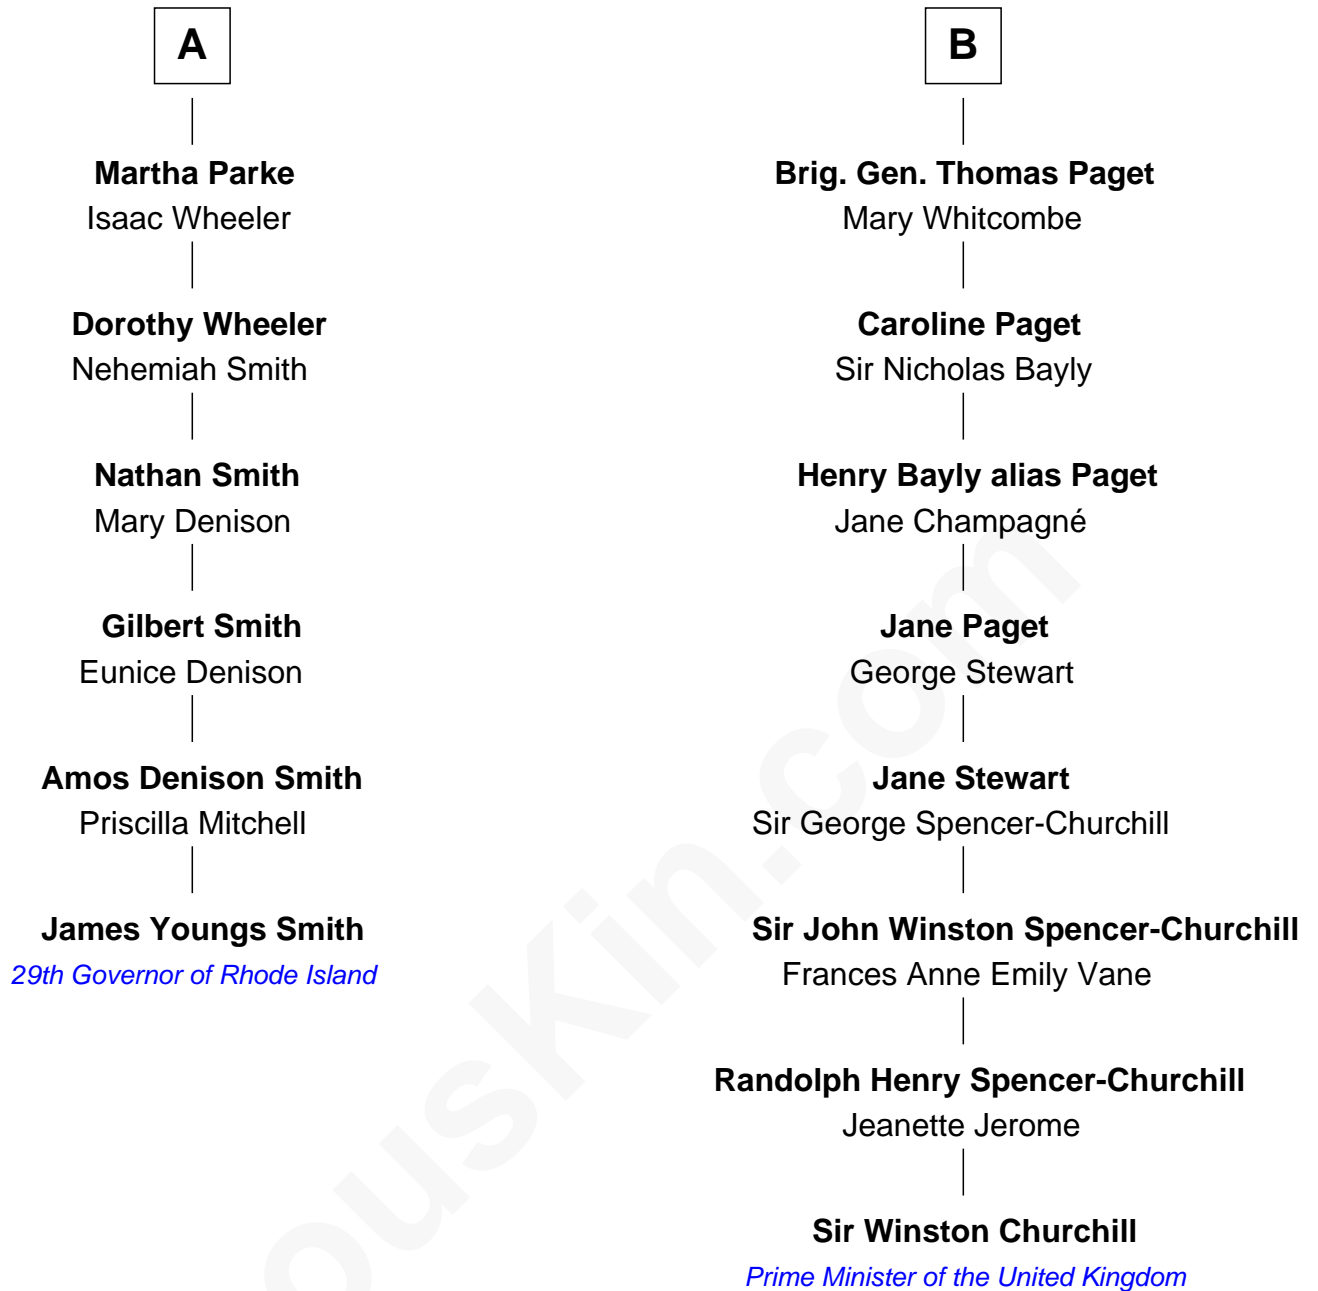 A
Martha Parke
Isaac Wheeler
Dorothy Wheeler
Nehemiah Smith
Nathan Smith
Mary Denison
Gilbert Smith
Eunice Denison
Amos Denison Smith
Priscilla Mitchell
James Youngs Smith
29th Governor of Rhode Island
B
Brig. Gen. Thomas Paget
Mary Whitcombe
Caroline Paget
Sir Nicholas Bayly
Henry Bayly alias Paget
Jane Champagné
Jane Paget
George Stewart
Jane Stewart
Sir George Spencer-Churchill
Sir John Winston Spencer-Churchill
Frances Anne Emily Vane
Randolph Henry Spencer-Churchill
Jeanette Jerome
Sir Winston Churchill
Prime Minister of the United Kingdom
ousKin.com